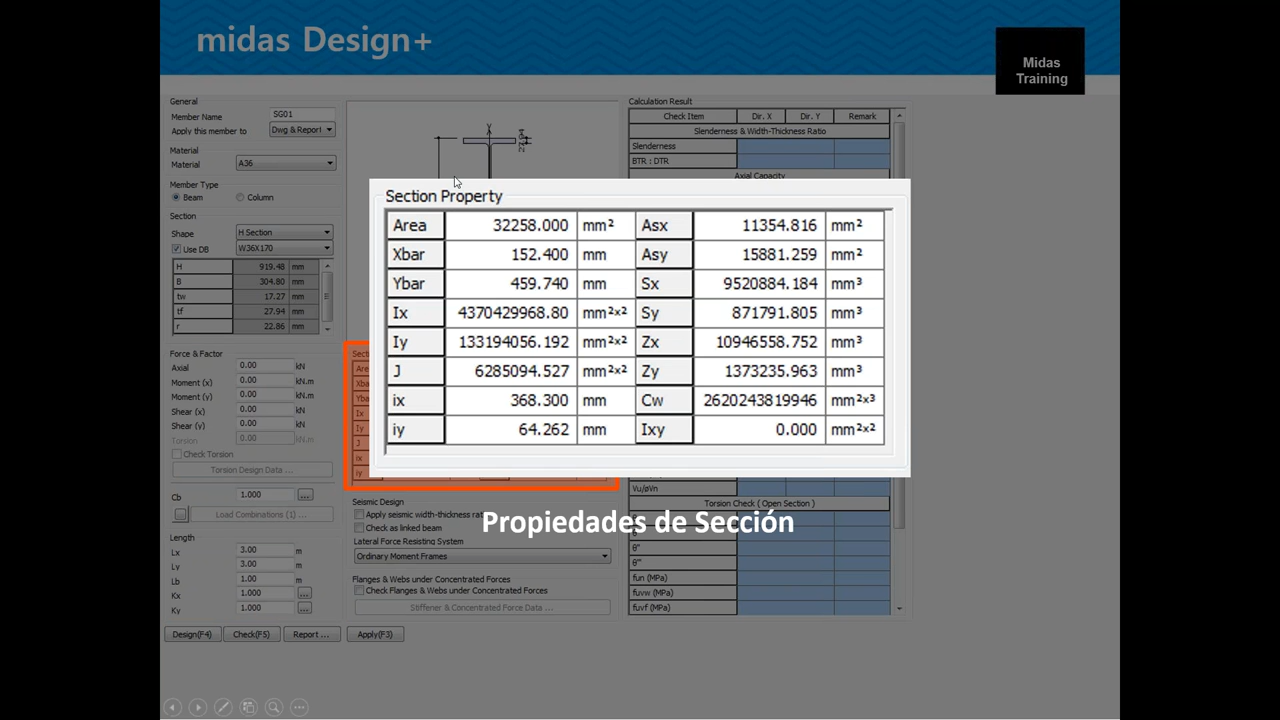 midas Design+
Midas
Training
General
Member Name SG01
Apply this member to Dwg & Report
Material
Material A36
Member Type
Beam Column
Section
Shape H Section
Use DB W36X170
H 919.48 mm
B 304.80 mm
tw 17.27 mm
tf 27.94 mm
r 22.86 mm
Force & Factor
Axial 0.00 kN
Moment (x) 0.00 kN.m
Moment (y) 0.00 kN.m
Shear (x) 0.00 kN
Shear (y) 0.00 kN
Torsion 0.00 kN.m
Check Torsion
Torsion Design Data ...
Cb 1.000 ...
Load Combinations (1) ...
Length
Lx 3.00 m
Ly 3.00 m
Lb 1.00 m
Kx 1.000 ...
Ky 1.000 ...
Design(F4) Check(F5) Report ... Apply(F3)
Y
Section Property
Area 32258.000 mm² Asx 11354.816 mm²
Xbar 152.400 mm Asy 15881.259 mm²
Ybar 459.740 mm Sx 9520884.184 mm³
Ix 4370429968.80 mm²ˣ² Sy 871791.805 mm³
Iy 133194056.192 mm²ˣ² Zx 10946558.752 mm³
J 6285094.527 mm²ˣ² Zy 1373235.963 mm³
ix 368.300 mm Cw 2620243819946 mm²ˣ³
iy 64.262 mm Ixy 0.000 mm²ˣ²
Ix
Iy
J
ix
iy
Propiedades de Sección
Seismic Design
Apply seismic width-thickness
Check as linked beam
Lateral Force Resisting System
Ordinary Moment Frames
Flanges & Webs under Concentrated Forces
Check Flanges & Webs under Concentrated Forces
Stiffener & Concentrated Force Data ...
Calculation Result
Check Item Dir. X Dir. Y Remark
Slenderness & Width-Thickness Ratio
Slenderness
BTR : DTR
Axial Capacity
Vu/øVn
Torsion Check ( Open Section )
θ'
θ"
θ"'
fun (MPa)
fuvw (MPa)
fuvf (MPa)